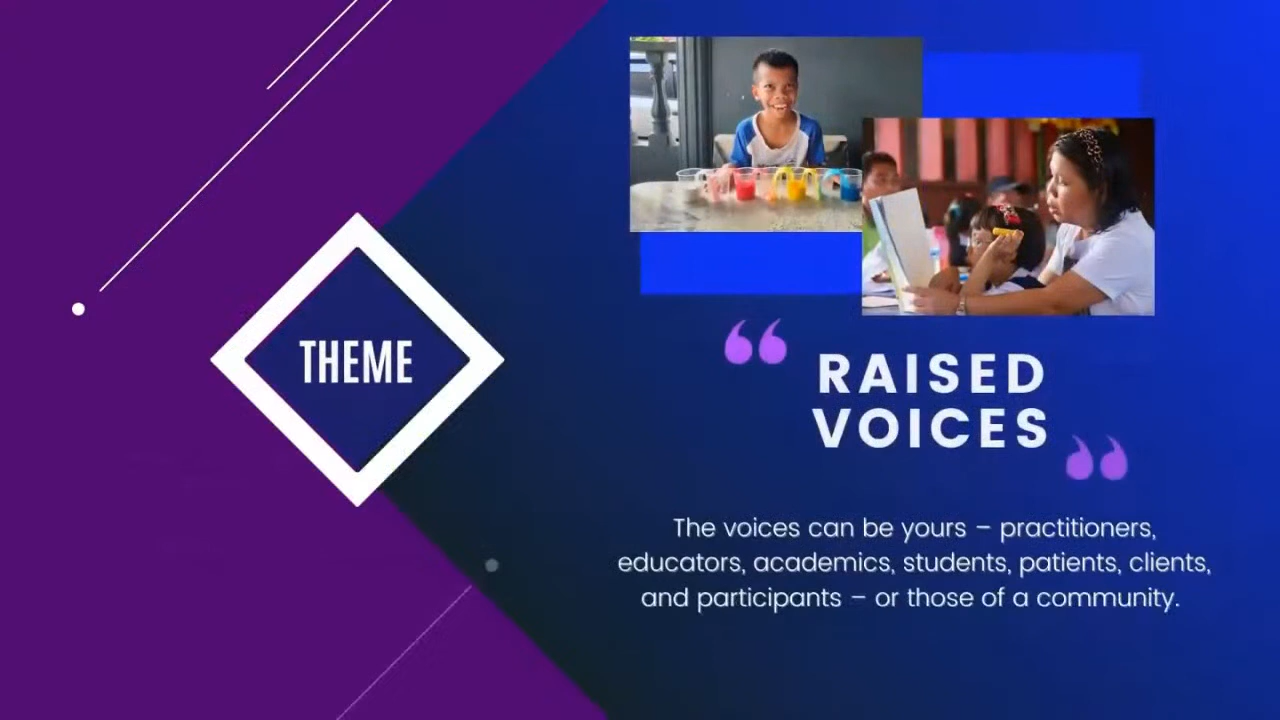 THEME
“ RAISED
VOICES “
The voices can be yours – practitioners,
educators, academics, students, patients, clients,
and participants – or those of a community.